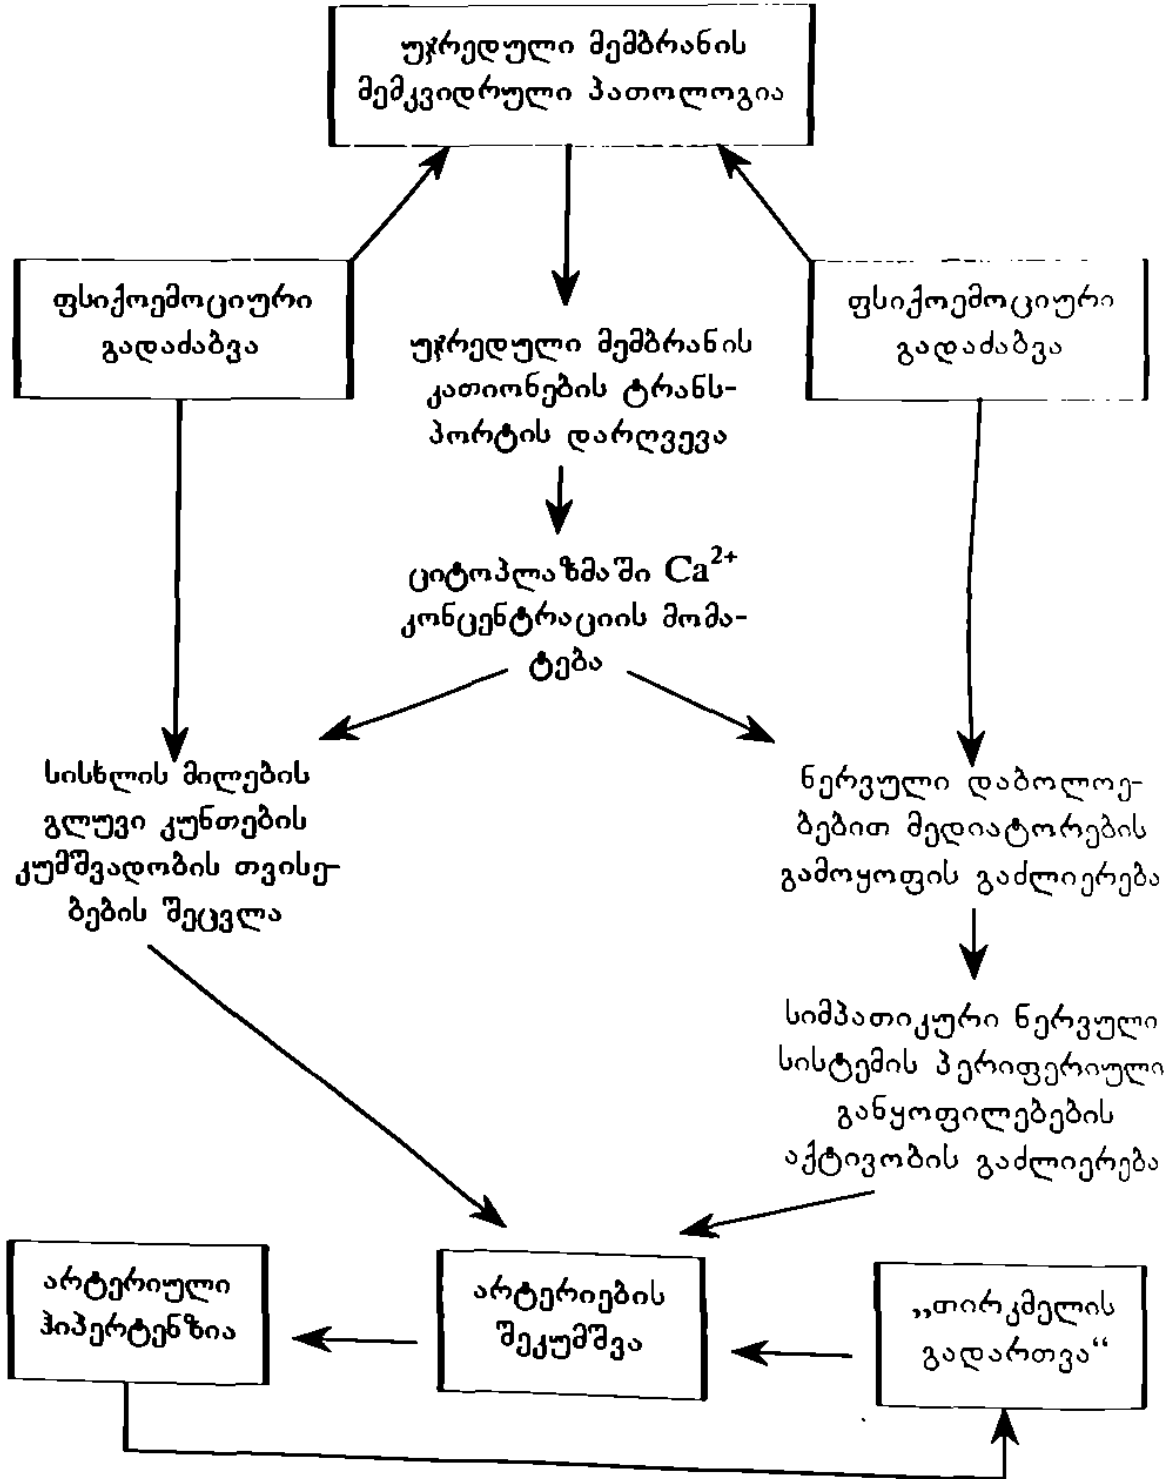 უჯრედული მემბრანის
მემკვიდრული პათოლოგია
ფსიქოემოციური
გადაძაბვა
უჯრედული მემბრანის
კათიონების ტრანს-
პორტის დარღვევა
ფსიქოემოციური
გადაძაბვა
ციტოპლაზმაში Ca²⁺
კონცენტრაციის მომა-
ტება
სისხლის მილების
გლუვი კუნთების
კუმშვადობის თვისე-
ბების შეცვლა
ნერვული დაბოლოე-
ბებით მედიატორების
გამოყოფის გაძლიერება
სიმპათიკური ნერვული
სისტემის პერიფერიული
განყოფილებების
აქტივობის გაძლიერება
არტერიული
ჰიპერტენზია
არტერიების
შეკუმშვა
„თირკმელის
გადართვა“